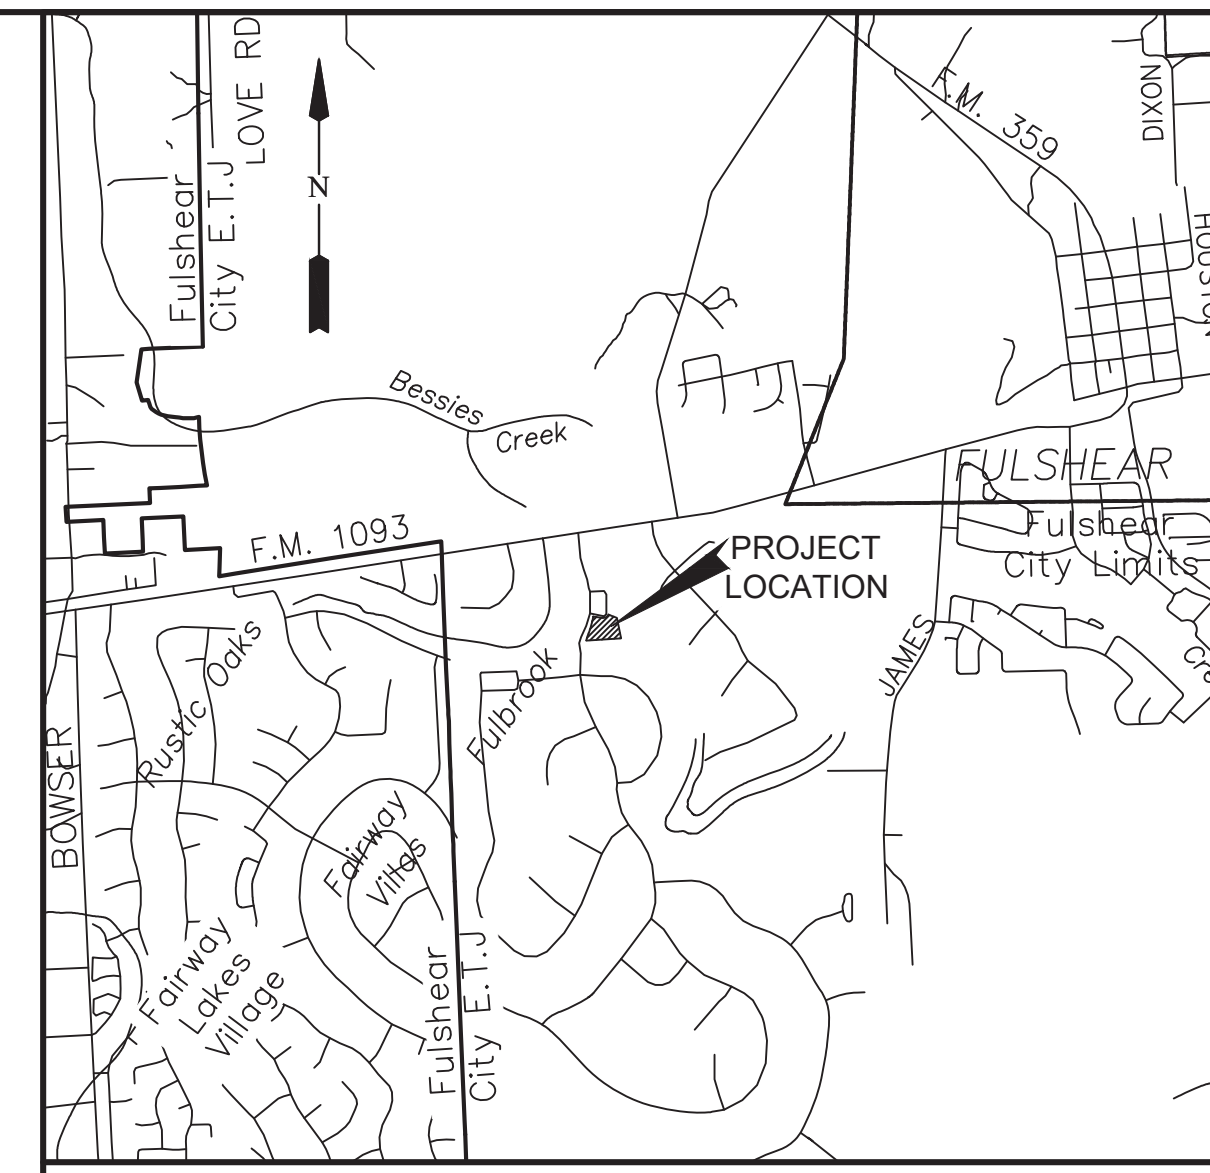 LOVE RD
F.M. 359
DIXON
Fulshear
City E.T.J
N
Bessies
Creek
FULSHEAR
Fulshear
City Limits
F.M. 1093
PROJECT
LOCATION
JAMES
Rustic Oaks
Fulbrook
BOWSER
Fairway
Villas
Fairway
Lakes
Village
Fulshear
City E.T.J